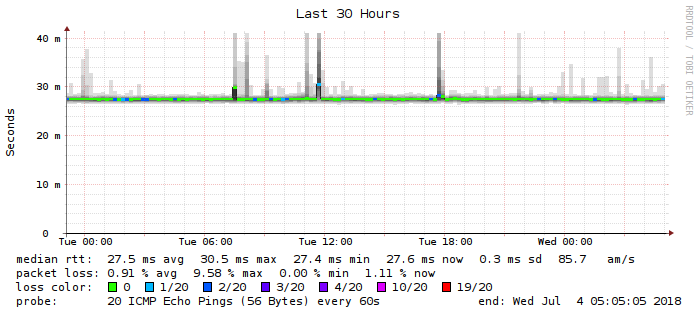 Last 30 Hours
RRDTOOL / TOBI OETIKER
Seconds
40 m
30 m
20 m
10 m
0
Tue 00:00 Tue 06:00 Tue 12:00 Tue 18:00 Wed 00:00
median rtt: 27.5 ms avg 30.5 ms max 27.4 ms min 27.6 ms now 0.3 ms sd 85.7 am/s
packet loss: 0.91 % avg 9.58 % max 0.00 % min 1.11 % now
loss color: 0 1/20 2/20 3/20 4/20 10/20 19/20
probe: 20 ICMP Echo Pings (56 Bytes) every 60s end: Wed Jul 4 05:05:05 2018